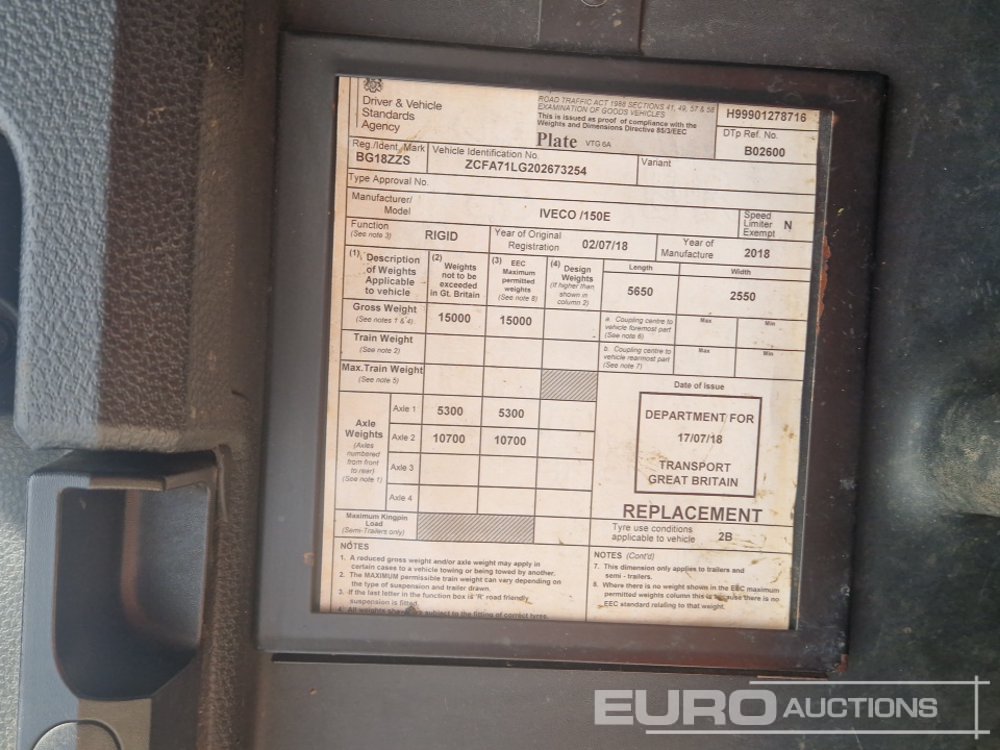 Driver & Vehicle
Standards
Agency
ROAD TRAFFIC ACT 1988 SECTIONS 41, 49, 57 & 58
EXAMINATION OF GOODS VEHICLES
This is issued as proof of compliance with the
Weights and Dimensions Directive 85/3/EEC
Plate VTG 6A
H99901278716
DTp Ref. No.
B02600
Reg./Ident. Mark
BG18ZZS
Vehicle Identification No.
ZCFA71LG202673254
Variant
Type Approval No.
Manufacturer/
Model
IVECO /150E
Speed
Limiter
Exempt
N
Function
(See note 3)
RIGID
Year of Original
Registration
02/07/18
Year of
Manufacture
2018
(1) Description
of Weights
Applicable
to vehicle
(2) Weights
not to be
exceeded
in Gt. Britain
(3) EEC
Maximum
permitted
weights
(See note 8)
(4) Design
Weights
(if higher than
shown in
column 2)
Length
5650
Width
2550
Gross Weight
(See notes 1 & 4)
15000
15000
a. Coupling centre to
vehicle foremost part
(See note 6)
Max
Min
Train Weight
(See note 2)
b. Coupling centre to
vehicle rearmost part
(See note 7)
Max
Min
Max.Train Weight
(See note 5)
Date of issue
Axle
Weights
(Axles
numbered
from front
to rear)
(See note 1)
Axle 1
5300
5300
Axle 2
10700
10700
Axle 3
Axle 4
DEPARTMENT FOR
17/07/18
TRANSPORT
GREAT BRITAIN
REPLACEMENT
Maximum Kingpin
Load
(Semi-Trailers only)
Tyre use conditions
applicable to vehicle
2B
NOTES
1. A reduced gross weight and/or axle weight may apply in
certain cases to a vehicle towing or being towed by another.
2. The MAXIMUM permissible train weight can vary depending on
the type of suspension and trailer drawn.
3. If the last letter in the function box is 'R' road friendly
suspension is fitted.
4. All weights shown are subject to the fitting of correct tyres.
NOTES (Cont'd)
7. This dimension only applies to trailers and
semi - trailers.
8. Where there is no weight shown in the EEC maximum
permitted weights column this is because there is no
EEC standard relating to that weight.
EURO AUCTIONS